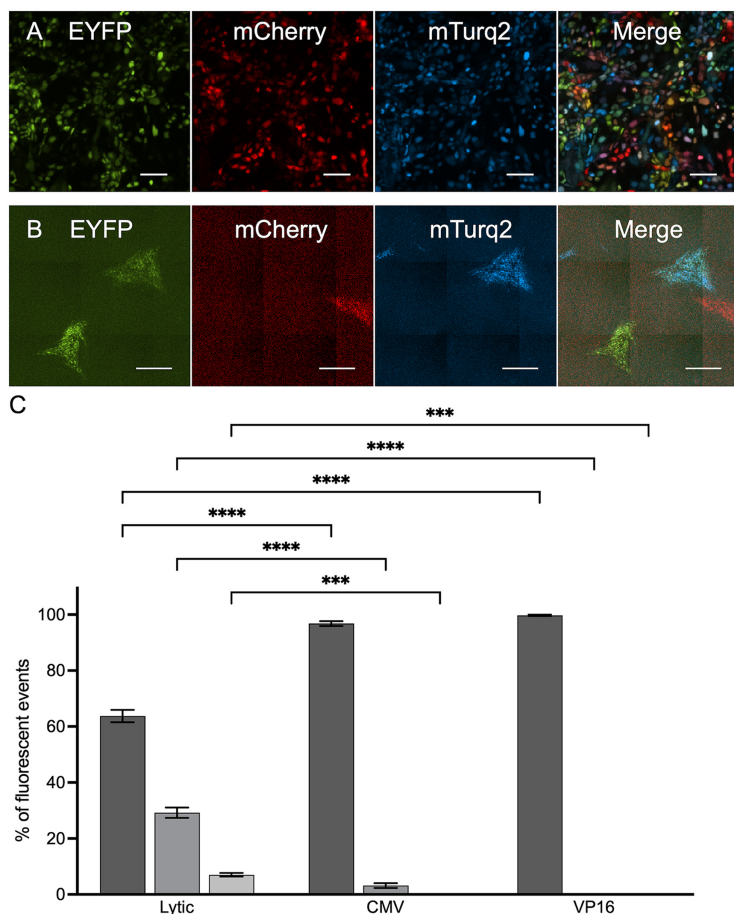 A EYFP mCherry mTurq2 Merge
B EYFP mCherry mTurq2 Merge
C
***
****
****
****
****
***
100
80
60
40
20
0
% of fluorescent events
Lytic CMV VP16